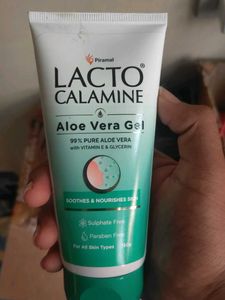 Piramal
LACTO®
CALAMINE
Aloe Vera Gel
99% PURE ALOE VERA
with VITAMIN E & GLYCERIN
SOOTHES & NOURISHES SKIN
Sulphate Free
Paraben Free
For All Skin Types